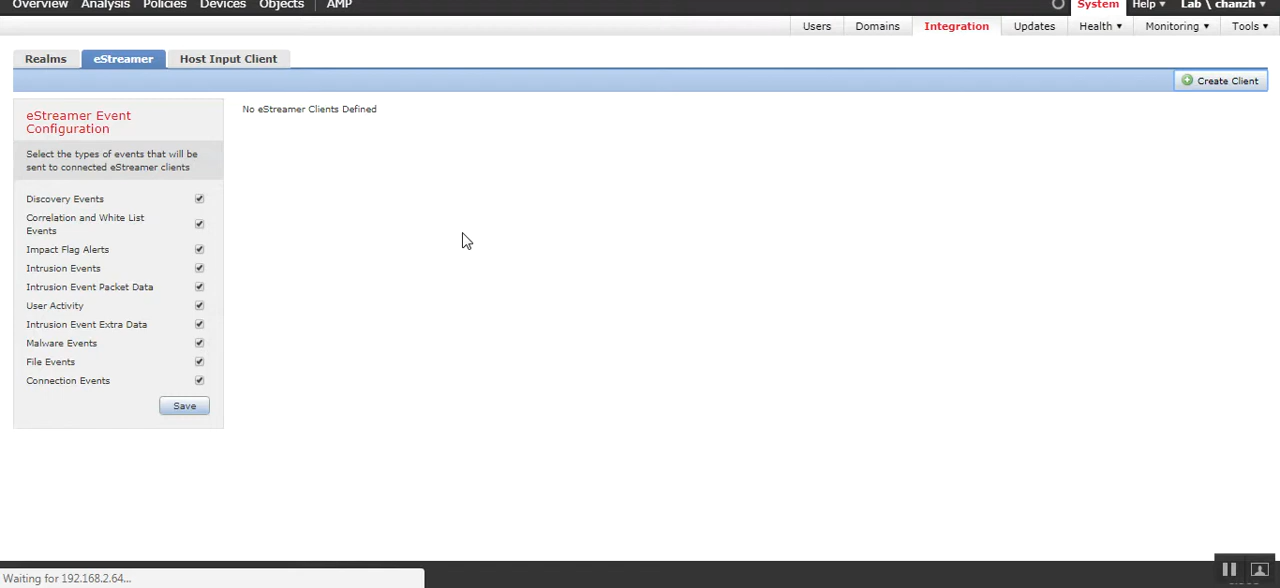 Overview Analysis Policies Devices Objects AMP System Help Lab \ chanzh
Users Domains Integration Updates Health Monitoring Tools
Realms eStreamer Host Input Client
Create Client
eStreamer Event
Configuration
No eStreamer Clients Defined
Select the types of events that will be
sent to connected eStreamer clients
Discovery Events
Correlation and White List
Events
Impact Flag Alerts
Intrusion Events
Intrusion Event Packet Data
User Activity
Intrusion Event Extra Data
Malware Events
File Events
Connection Events
Save
Waiting for 192.168.2.64...